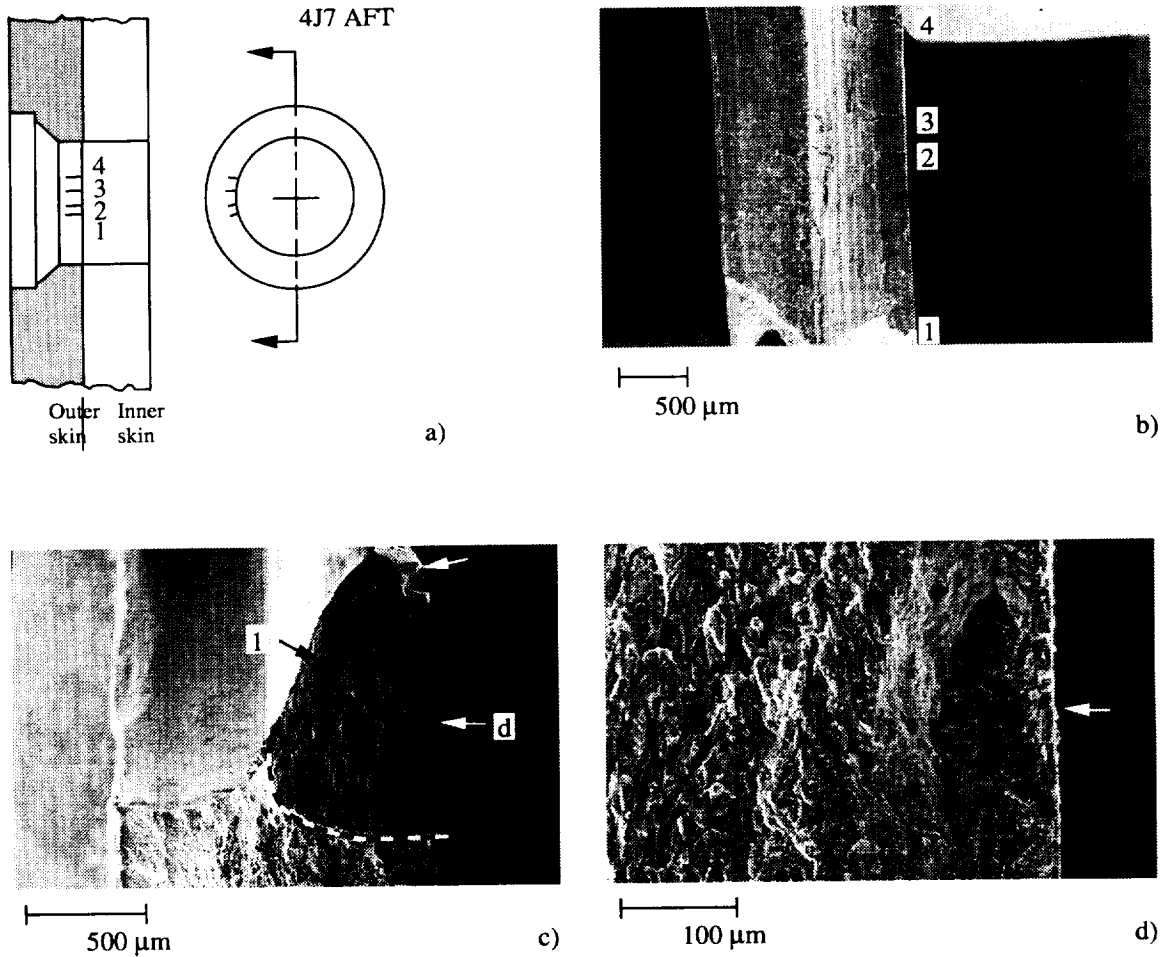 4J7 AFT
4
3
2
1
Outer Inner
skin skin
a)
4
3
2
1
500 μm
b)
1
d
500 μm
c)
100 μm
d)